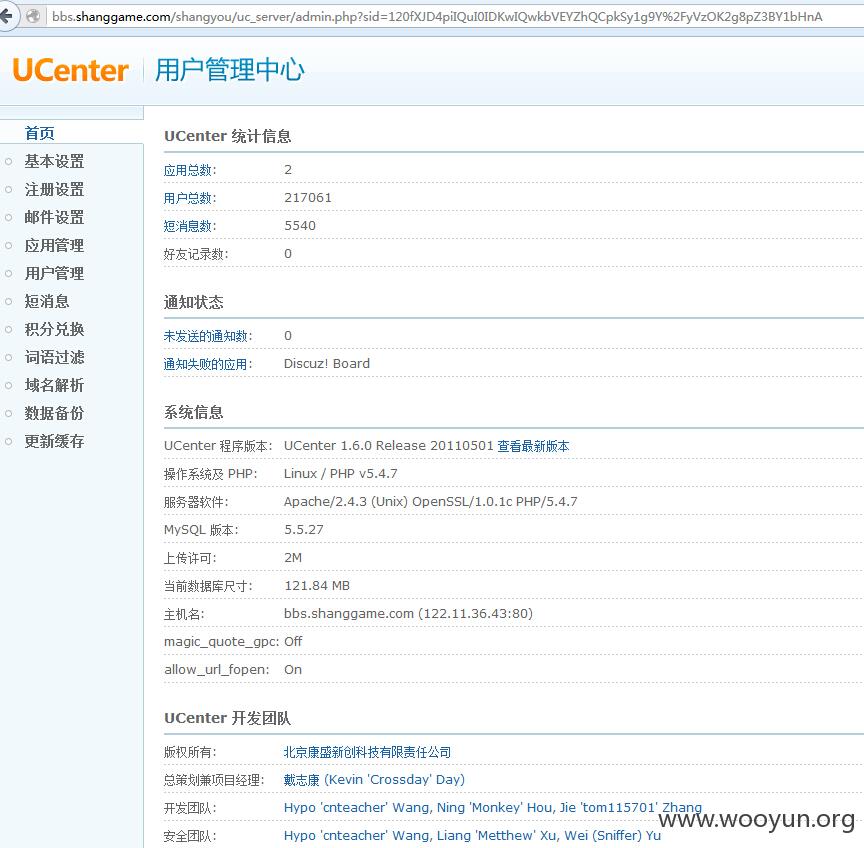 bbs.shanggame.com/shangyou/uc_server/admin.php?sid=120fXJD4piIQuI0IDKwIQwkbVEYZhQCpkSy1g9Y%2FyVzOK2g8pZ3BY1bHnA
UCenter 用户管理中心
首页
基本设置
注册设置
邮件设置
应用管理
用户管理
短消息
积分兑换
词语过滤
域名解析
数据备份
更新缓存
UCenter 统计信息
应用总数: 2
用户总数: 217061
短消息数: 5540
好友记录数: 0
通知状态
未发送的通知数: 0
通知失败的应用: Discuz! Board
系统信息
UCenter 程序版本: UCenter 1.6.0 Release 20110501 查看最新版本
操作系统及 PHP: Linux / PHP v5.4.7
服务器软件: Apache/2.4.3 (Unix) OpenSSL/1.0.1c PHP/5.4.7
MySQL 版本: 5.5.27
上传许可: 2M
当前数据库尺寸: 121.84 MB
主机名: bbs.shanggame.com (122.11.36.43:80)
magic_quote_gpc: Off
allow_url_fopen: On
UCenter 开发团队
版权所有: 北京康盛新创科技有限责任公司
总策划兼项目经理: 戴志康 (Kevin 'Crossday' Day)
开发团队: Hypo 'cnteacher' Wang, Ning 'Monkey' Hou, Jie 'tom115701' Zhang
安全团队: Hypo 'cnteacher' Wang, Liang 'Metthew' Xu, Wei (Sniffer) Yu
www.wooyun.org